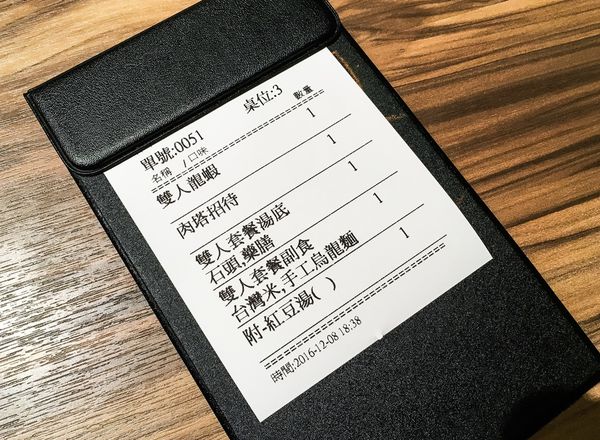 單號:0051 桌位:3
名稱 /口味 數量
==============================
雙人龍蝦 1
肉塔招待 1
雙人套餐湯底 1
石頭,藥膳
雙人套餐副食 1
台灣米,手工烏龍麵
附-紅豆湯( ) 1
==============================
時間:2016-12-08 18:38